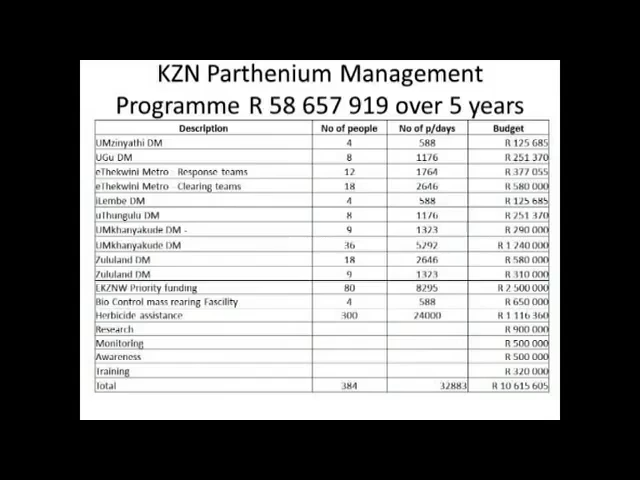 KZN Parthenium Management
Programme R 58 657 919 over 5 years
Description No of people No of p/days Budget
UMzinyathi DM 4 588 R 125 685
UGu DM 8 1176 R 251 370
eThekwini Metro - Response teams 12 1764 R 377 055
eThekwini Metro - Clearing teams 18 2646 R 580 000
iLembe DM 4 588 R 125 685
uThungulu DM 8 1176 R 251 370
UMkhanyakude DM - 9 1323 R 290 000
UMkhanyakude DM 36 5292 R 1 240 000
Zululand DM 18 2646 R 580 000
Zululand DM 9 1323 R 310 000
EKZNW Priority funding 80 8295 R 2 500 000
Bio Control mass rearing Fascility 4 588 R 650 000
Herbicide assistance 300 24000 R 1 116 360
Research R 900 000
Monitoring R 500 000
Awareness R 500 000
Training R 320 000
Total 384 32883 R 10 615 605